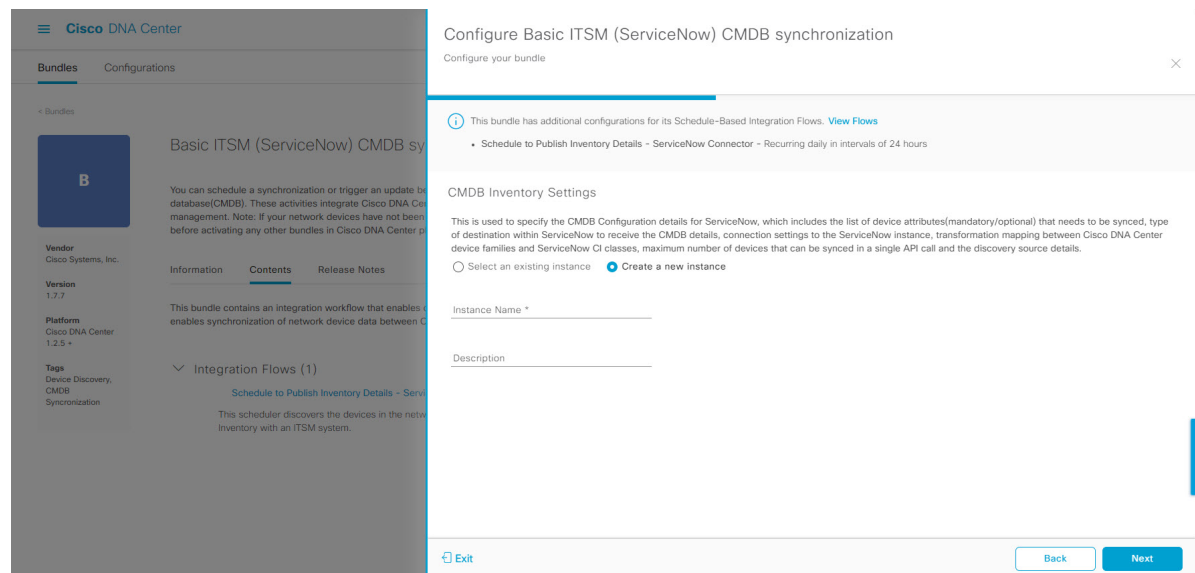 Cisco DNA Center
Bundles Configurations
< Bundles
B
Vendor
Cisco Systems, Inc.
Version
1.7.7
Platform
Cisco DNA Center
1.2.5 +
Tags
Device Discovery,
CMDB
Syncronization
Basic ITSM (ServiceNow) CMDB sy
You can schedule a synchronization or trigger an update be
database(CMDB). These activities integrate Cisco DNA Cen
management. Note: If your network devices have not been
before activating any other bundles in Cisco DNA Center p
Information Contents Release Notes
This bundle contains an integration workflow that enables
enables synchronization of network device data between C
Integration Flows (1)
Schedule to Publish Inventory Details - Servi
This scheduler discovers the devices in the netw
Inventory with an ITSM system.
Configure Basic ITSM (ServiceNow) CMDB synchronization
Configure your bundle
This bundle has additional configurations for its Schedule-Based Integration Flows. View Flows
• Schedule to Publish Inventory Details - ServiceNow Connector - Recurring daily in intervals of 24 hours
CMDB Inventory Settings
This is used to specify the CMDB Configuration details for ServiceNow, which includes the list of device attributes(mandatory/optional) that needs to be synced, type
of destination within ServiceNow to receive the CMDB details, connection settings to the ServiceNow instance, transformation mapping between Cisco DNA Center
device families and ServiceNow CI classes, maximum number of devices that can be synced in a single API call and the discovery source details.
Select an existing instance Create a new instance
Instance Name *
Description
Exit Back Next